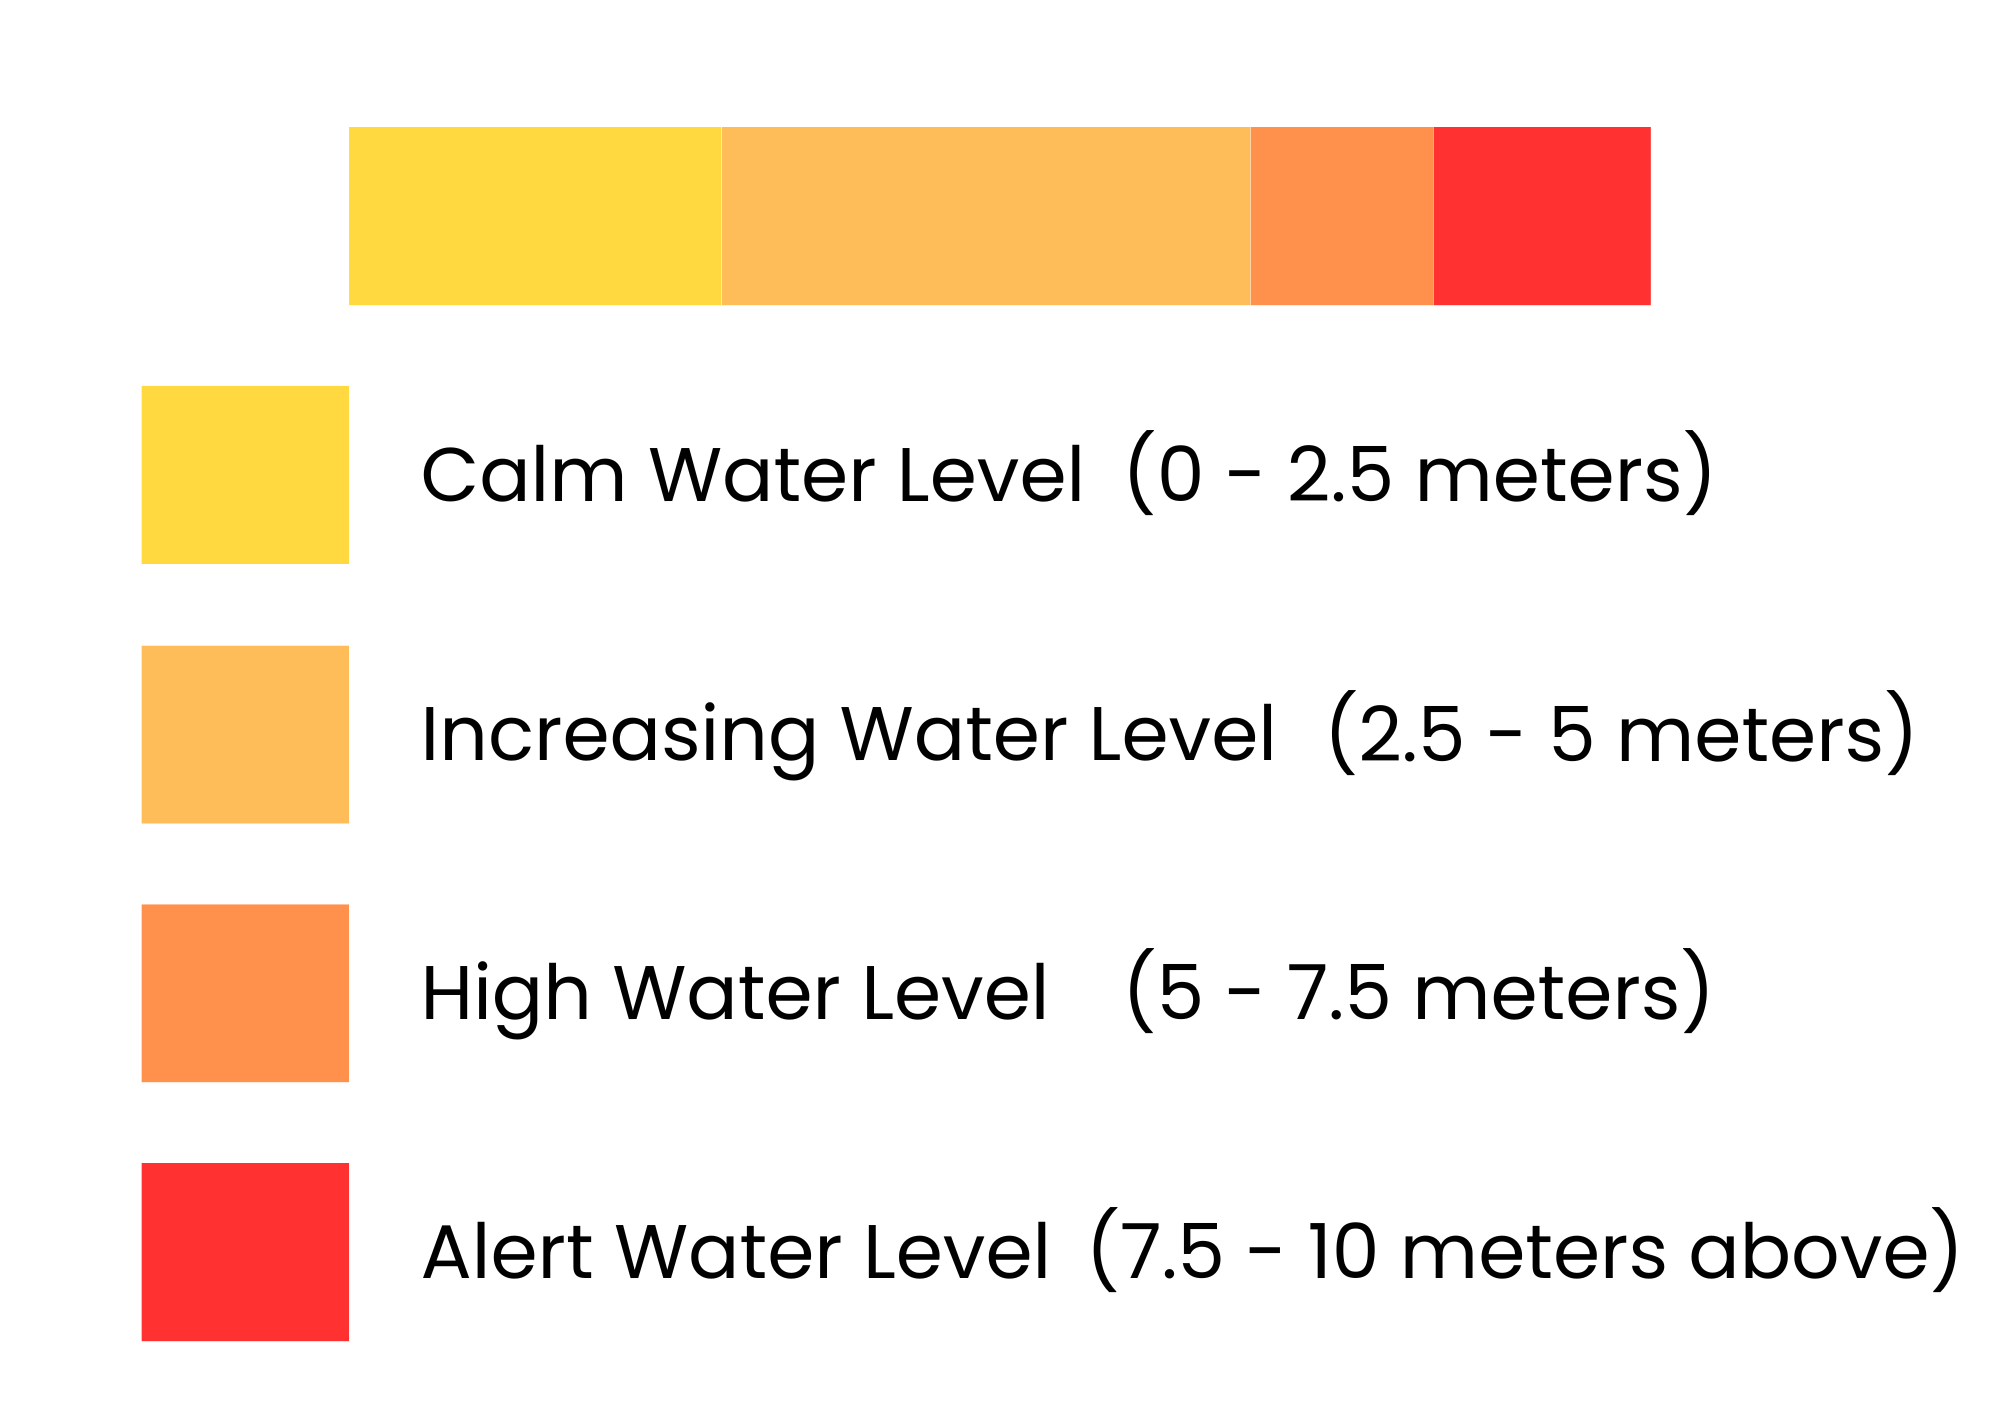 Calm Water Level (0 - 2.5 meters)
Increasing Water Level (2.5 - 5 meters)
High Water Level (5 - 7.5 meters)
Alert Water Level (7.5 - 10 meters above)